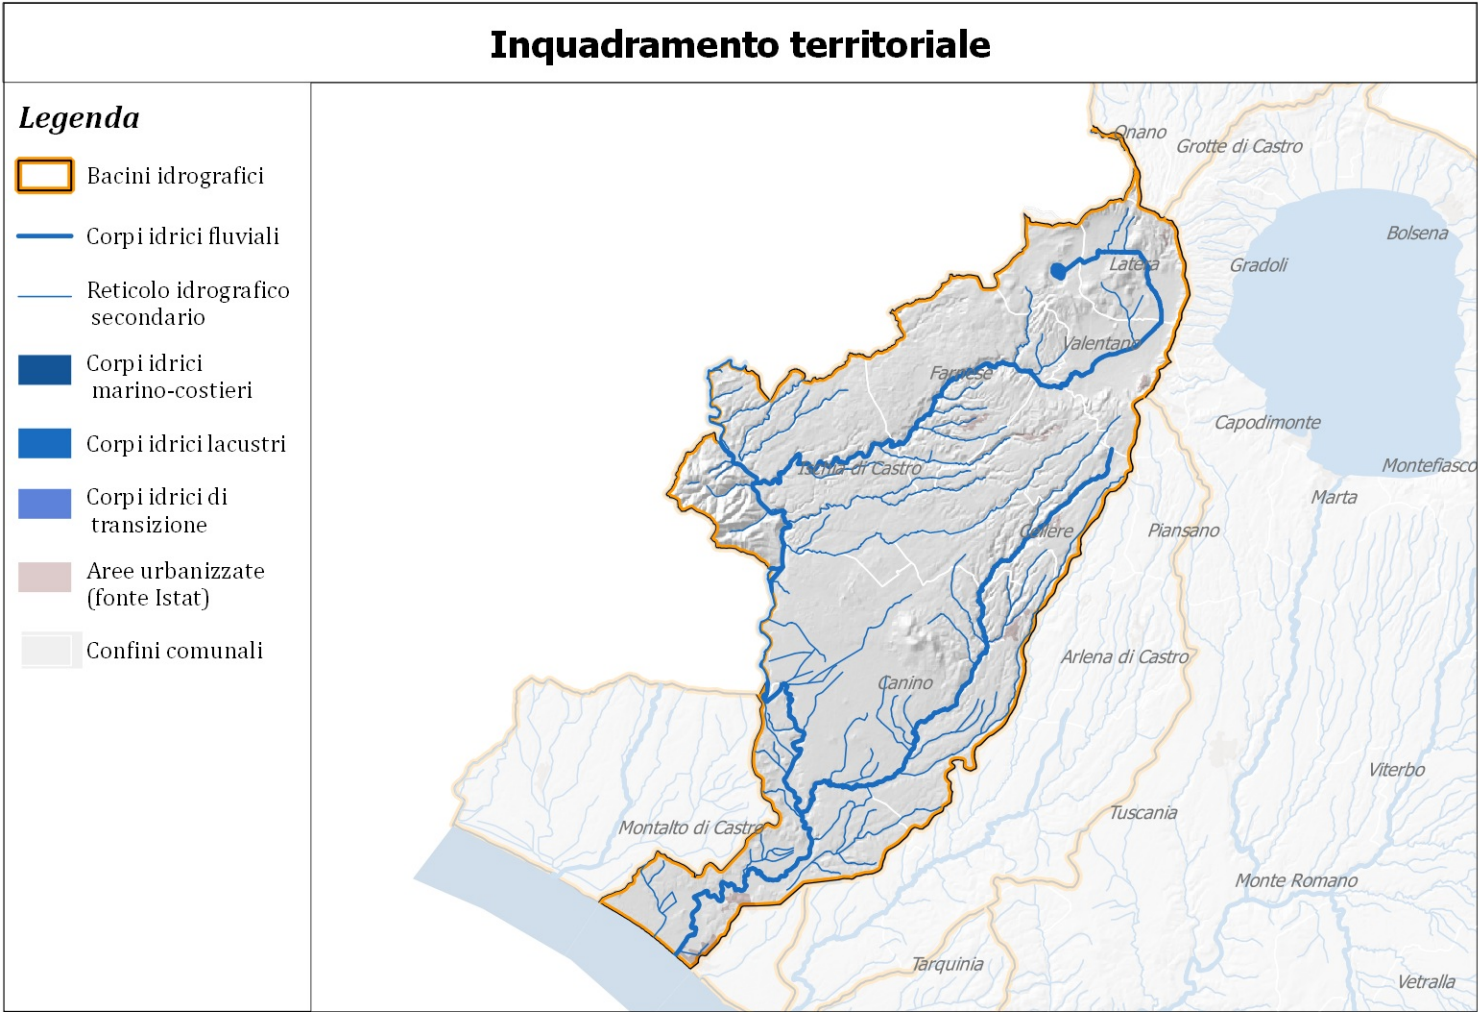 Inquadramento territoriale
Legenda
Bacini idrografici
Corpi idrici fluviali
Reticolo idrografico
secondario
Corpi idrici
marino-costieri
Corpi idrici lacustri
Corpi idrici di
transizione
Aree urbanizzate
(fonte Istat)
Confini comunali
Onano
Grotte di Castro
Bolsena
Latera
Gradoli
Valentano
Farnese
Capodimonte
Ischia di Castro
Montefiasco
Marta
Cellere
Piansano
Arlena di Castro
Canino
Viterbo
Tuscania
Montalto di Castro
Monte Romano
Tarquinia
Vetralla